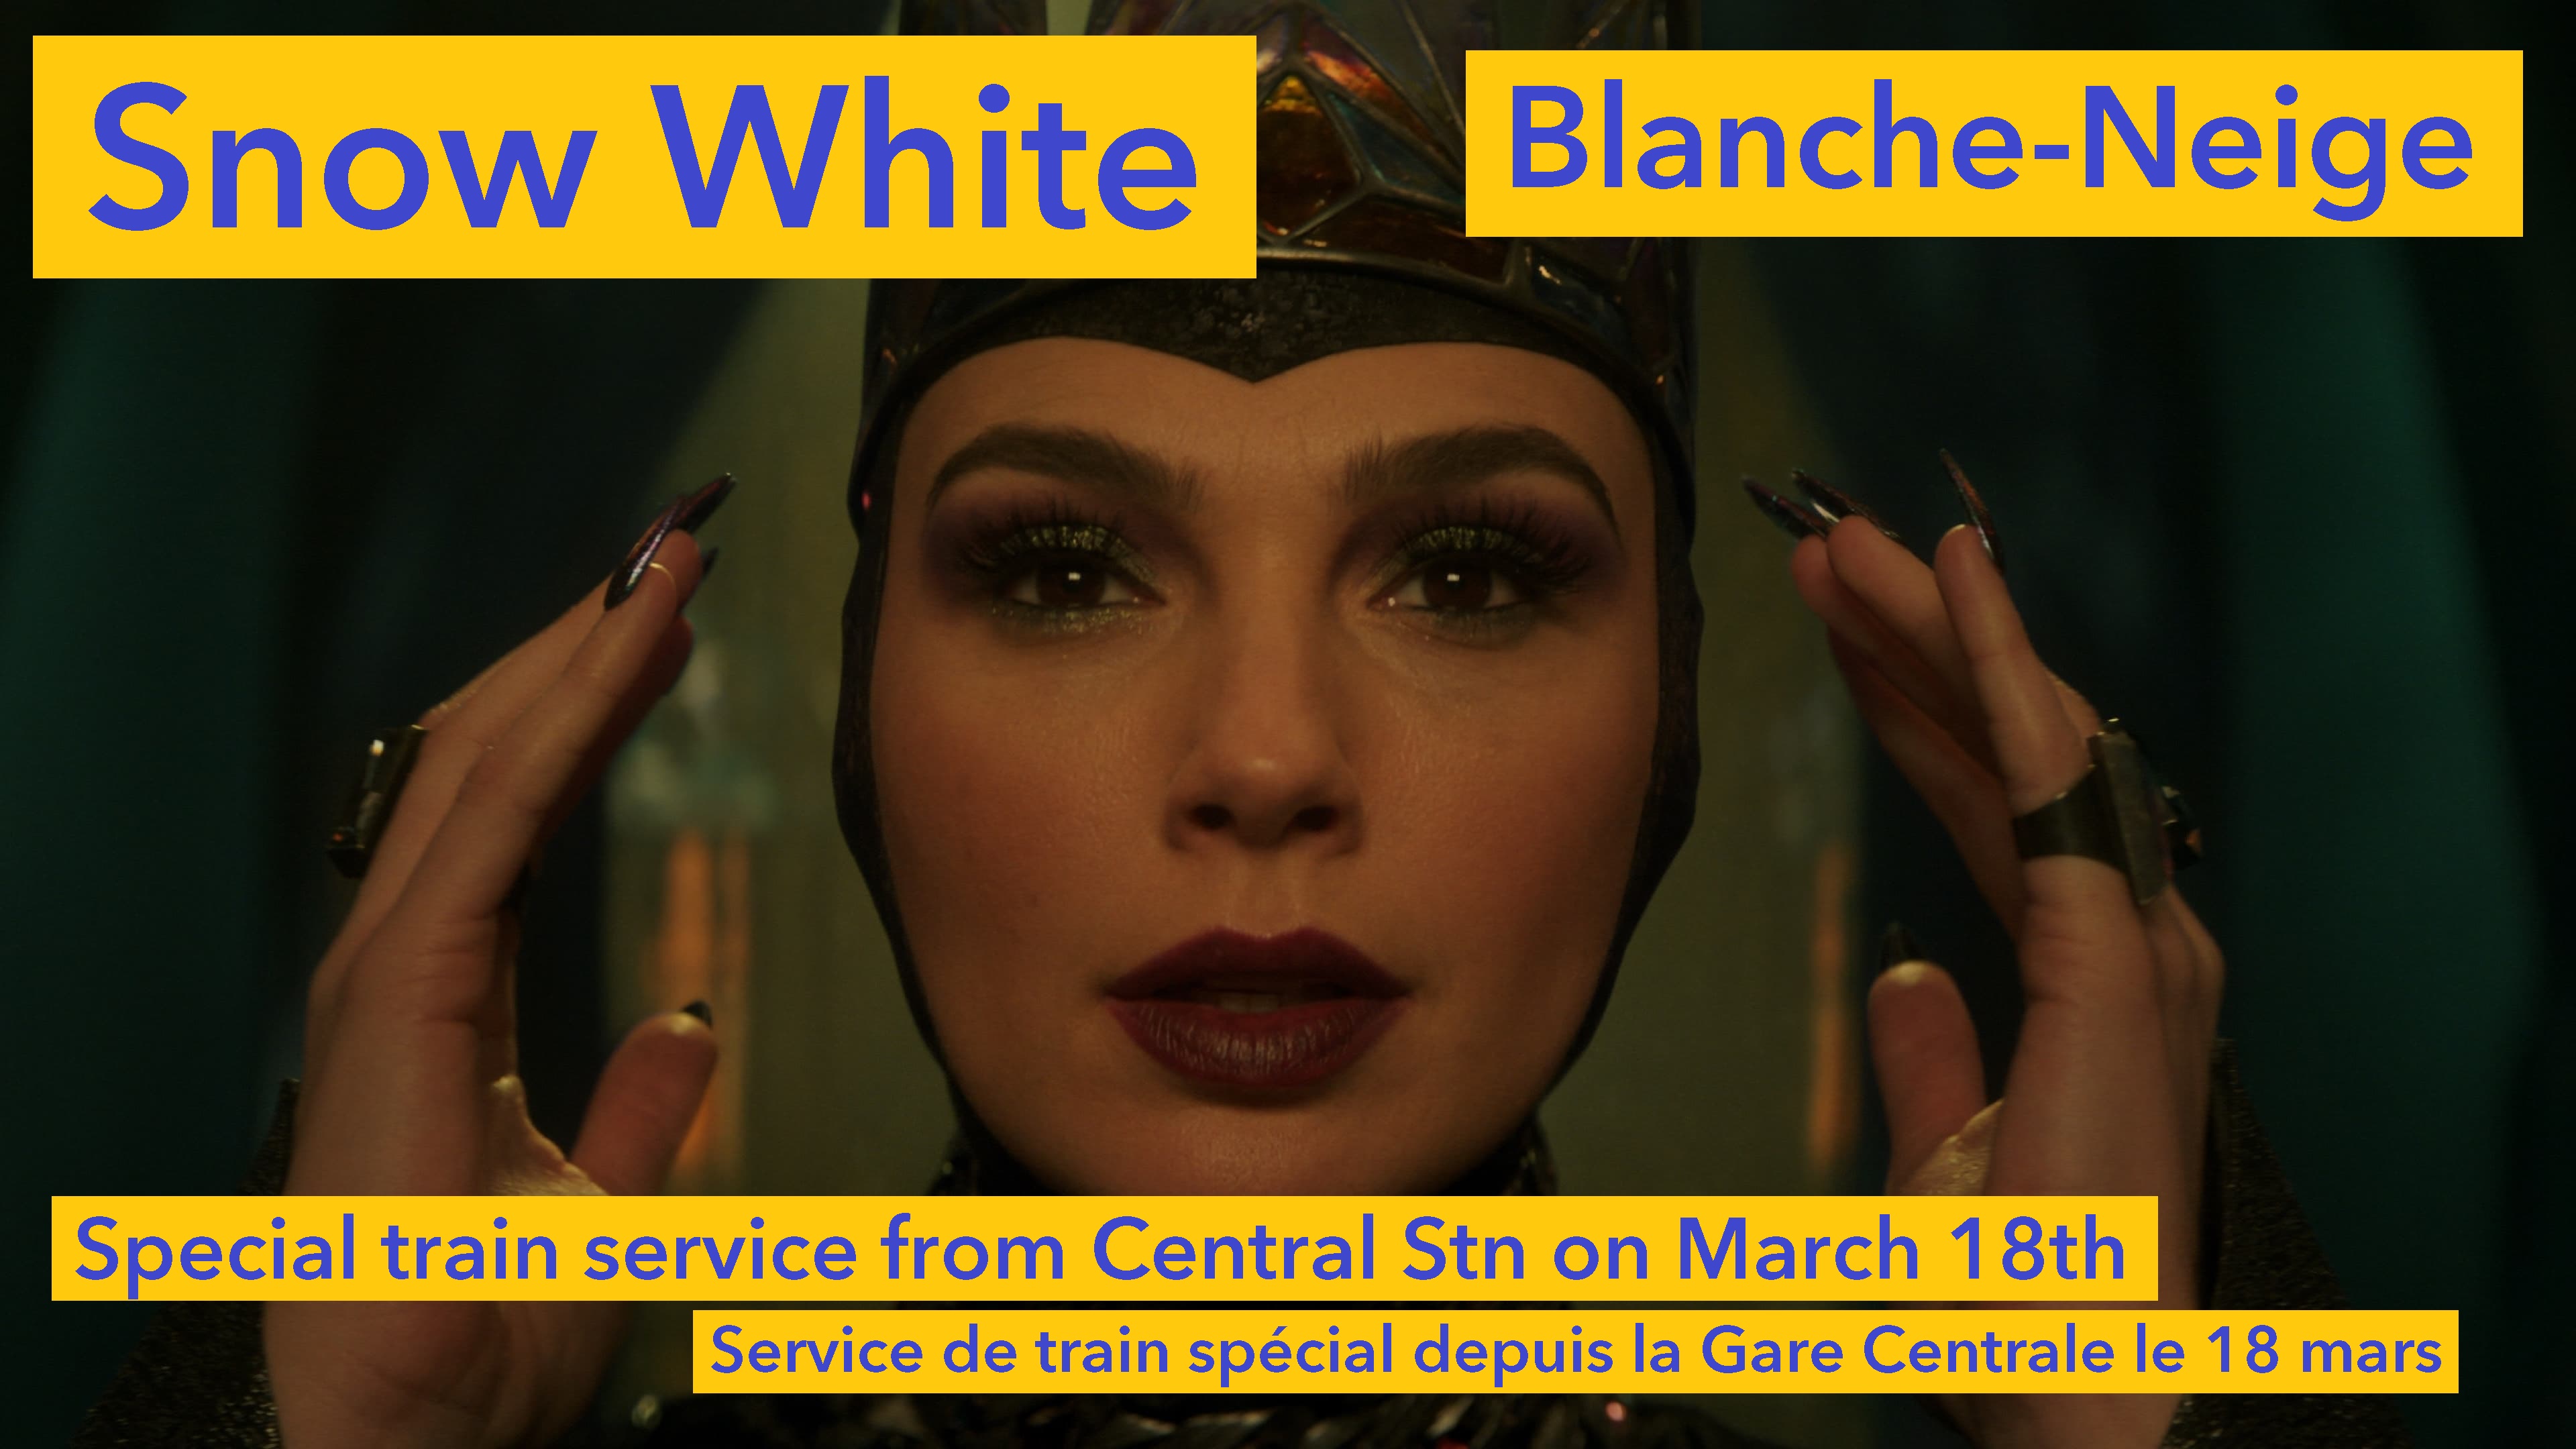 Snow White
Blanche-Neige
Special train service from Central Stn on March 18th
Service de train spécial depuis la Gare Centrale le 18 mars